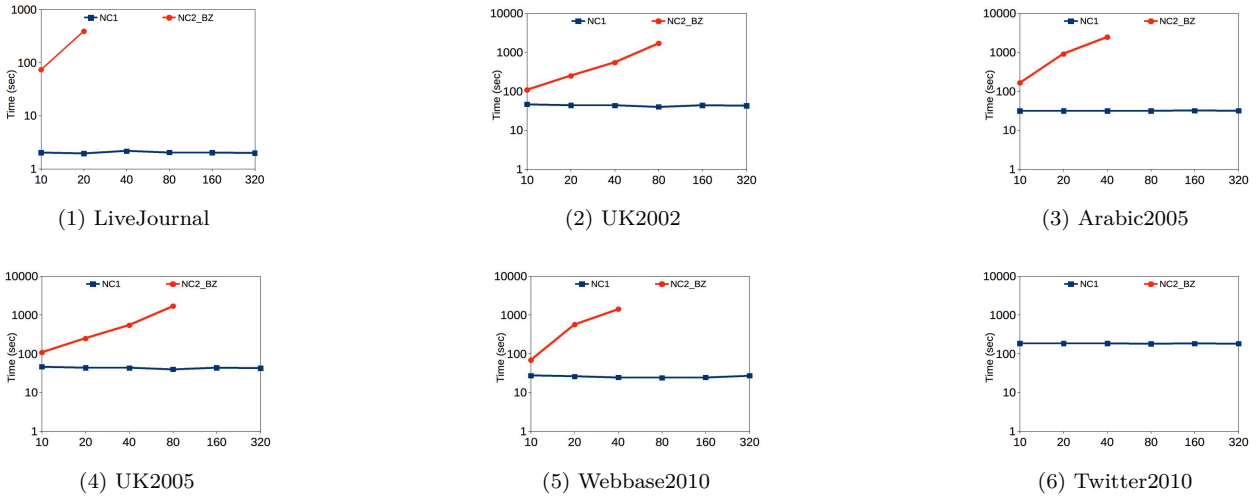 NC1 NC2_BZ
Time (sec)
1000
100
10
1
10 20 40 80 160 320
(1) LiveJournal
NC1 NC2_BZ
Time (sec)
10000
1000
100
10
1
10 20 40 80 160 320
(2) UK2002
NC1 NC2_BZ
Time (sec)
10000
1000
100
10
1
10 20 40 80 160 320
(3) Arabic2005
NC1 NC2_BZ
Time (sec)
10000
1000
100
10
1
10 20 40 80 160 320
(4) UK2005
NC1 NC2_BZ
Time (sec)
10000
1000
100
10
1
10 20 40 80 160 320
(5) Webbase2010
NC1 NC2_BZ
Time (sec)
10000
1000
100
10
1
10 20 40 80 160 320
(6) Twitter2010